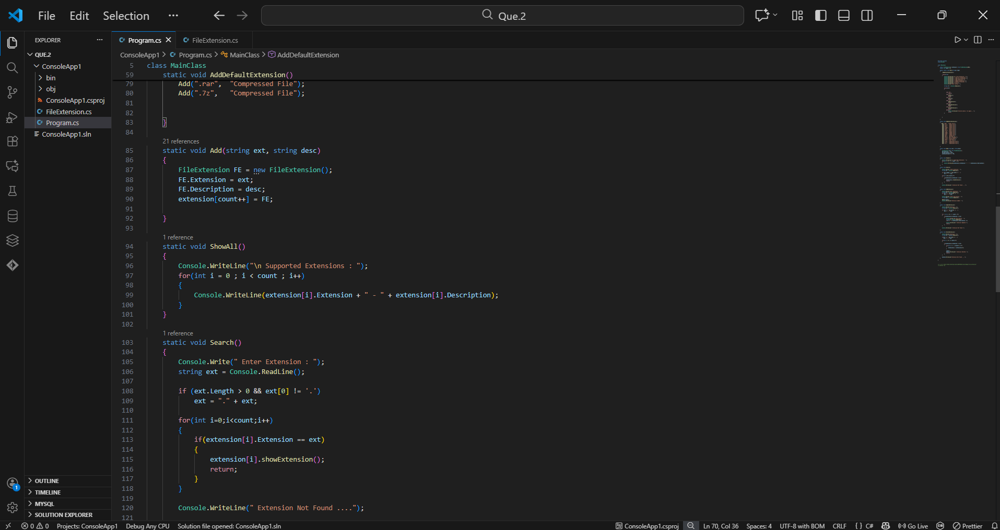 File Edit Selection ··· Que.2
EXPLORER ···
QUE.2
ConsoleApp1
bin
obj
ConsoleApp1.csproj
FileExtension.cs
Program.cs
ConsoleApp1.sln
OUTLINE
TIMELINE
MYSQL
SOLUTION EXPLORER
1
Program.cs FileExtension.cs
ConsoleApp1 > Program.cs > MainClass > AddDefaultExtension
5 class MainClass
59 static void AddDefaultExtension()
79 Add(".rar", "Compressed File");
80 Add(".7z", "Compressed File");
81
82
83 }
84
21 references
85 static void Add(string ext, string desc)
86 {
87 FileExtension FE = new FileExtension();
88 FE.Extension = ext;
89 FE.Description = desc;
90 extension[count++] = FE;
91
92 }
93
1 reference
94 static void ShowAll()
95 {
96 Console.WriteLine("\n Supported Extensions : ");
97 for(int i = 0 ; i < count ; i++)
98 {
99 Console.WriteLine(extension[i].Extension + " - " + extension[i].Description);
100 }
101 }
102
1 reference
103 static void Search()
104 {
105 Console.Write(" Enter Extension : ");
106 string ext = Console.ReadLine();
107
108 if (ext.Length > 0 && ext[0] != '.')
109 ext = "." + ext;
110
111 for(int i=0;i<count;i++)
112 {
113 if(extension[i].Extension == ext)
114 {
115 extension[i].showExtension();
116 return;
117 }
118 }
119
120 Console.WriteLine(" Extension Not Found ....");
121
0 0 Projects: ConsoleApp1 Debug Any CPU Solution file opened: ConsoleApp1.sln ConsoleApp1.csproj Ln 70, Col 36 Spaces: 4 UTF-8 with BOM CRLF { } C# Go Live Prettier